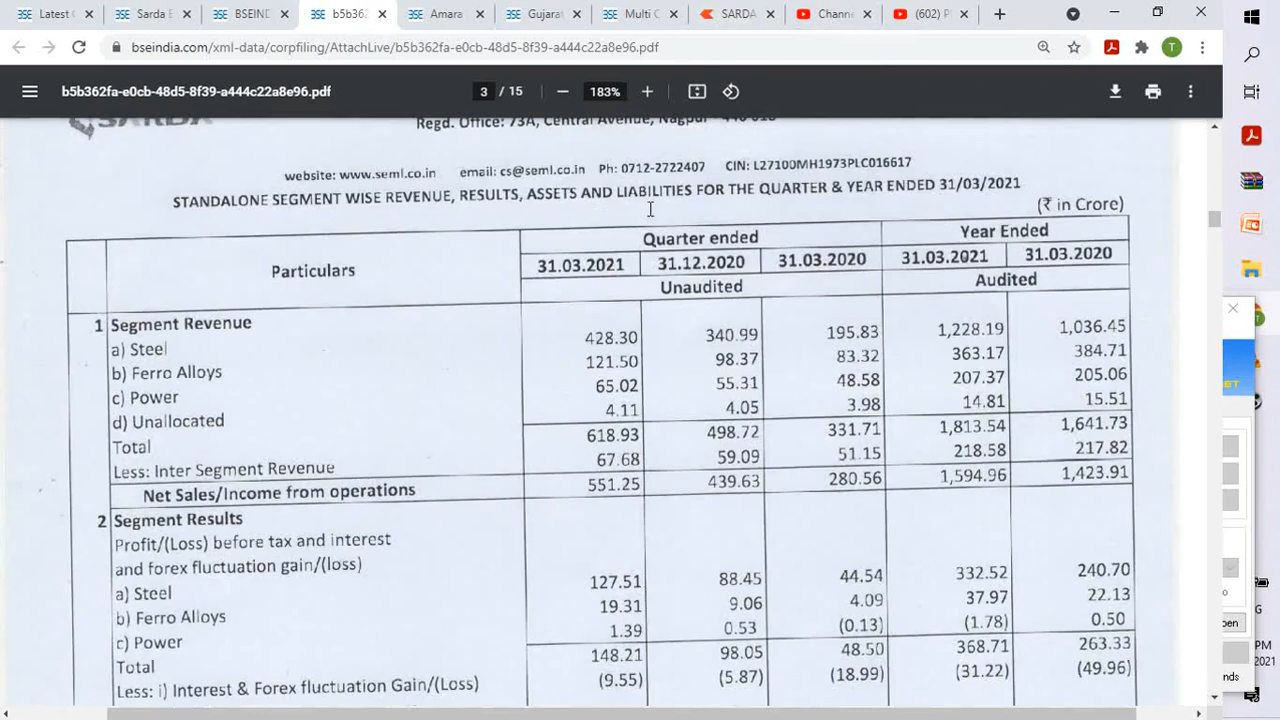 Latest C
Sarda E
BSEIND
b5b362
Amara
Gujarat
Multi C
SARDA
Channe
(602) P
bseindia.com/xml-data/corpfiling/AttachLive/b5b362fa-e0cb-48d5-8f39-a444c22a8e96.pdf
T
b5b362fa-e0cb-48d5-8f39-a444c22a8e96.pdf
3 / 15
183%
SARDA
Regd. Office: 73A, Central Avenue, Nagpur - 440 018
website: www.seml.co.in email: cs@seml.co.in Ph: 0712-2722407 CIN: L27100MH1973PLC016617
STANDALONE SEGMENT WISE REVENUE, RESULTS, ASSETS AND LIABILITIES FOR THE QUARTER & YEAR ENDED 31/03/2021
(₹ in Crore)
Particulars Quarter ended Year Ended
31.03.2021 31.12.2020 31.03.2020 31.03.2021 31.03.2020
Unaudited Audited
1 Segment Revenue
a) Steel 428.30 340.99 195.83 1,228.19 1,036.45
b) Ferro Alloys 121.50 98.37 83.32 363.17 384.71
c) Power 65.02 55.31 48.58 207.37 205.06
d) Unallocated 4.11 4.05 3.98 14.81 15.51
Total 618.93 498.72 331.71 1,813.54 1,641.73
Less: Inter Segment Revenue 67.68 59.09 51.15 218.58 217.82
Net Sales/Income from operations 551.25 439.63 280.56 1,594.96 1,423.91
2 Segment Results
Profit/(Loss) before tax and interest
and forex fluctuation gain/(loss)
a) Steel 127.51 88.45 44.54 332.52 240.70
b) Ferro Alloys 19.31 9.06 4.09 37.97 22.13
c) Power 1.39 0.53 (0.13) (1.78) 0.50
Total 148.21 98.05 48.50 368.71 263.33
Less: i) Interest & Forex fluctuation Gain/(Loss) (9.55) (5.87) (18.99) (31.22) (49.96)